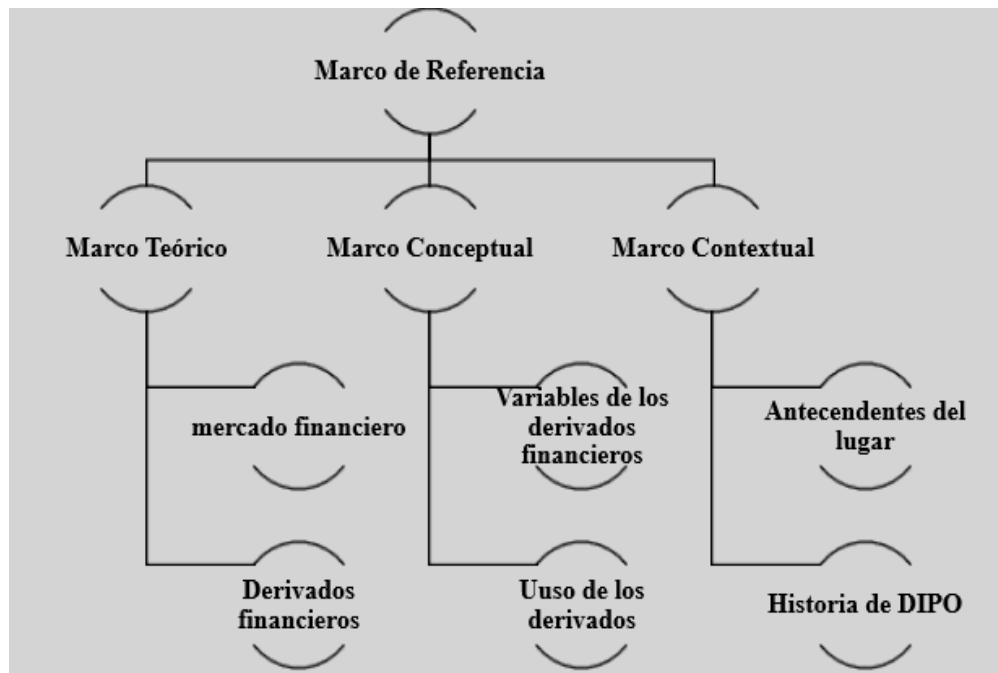 Marco de Referencia
Marco Teórico
Marco Conceptual
Marco Contextual
mercado financiero
Variables de los
derivados
financieros
Antecendentes del
lugar
Derivados
financieros
Uuso de los
derivados
Historia de DIPO